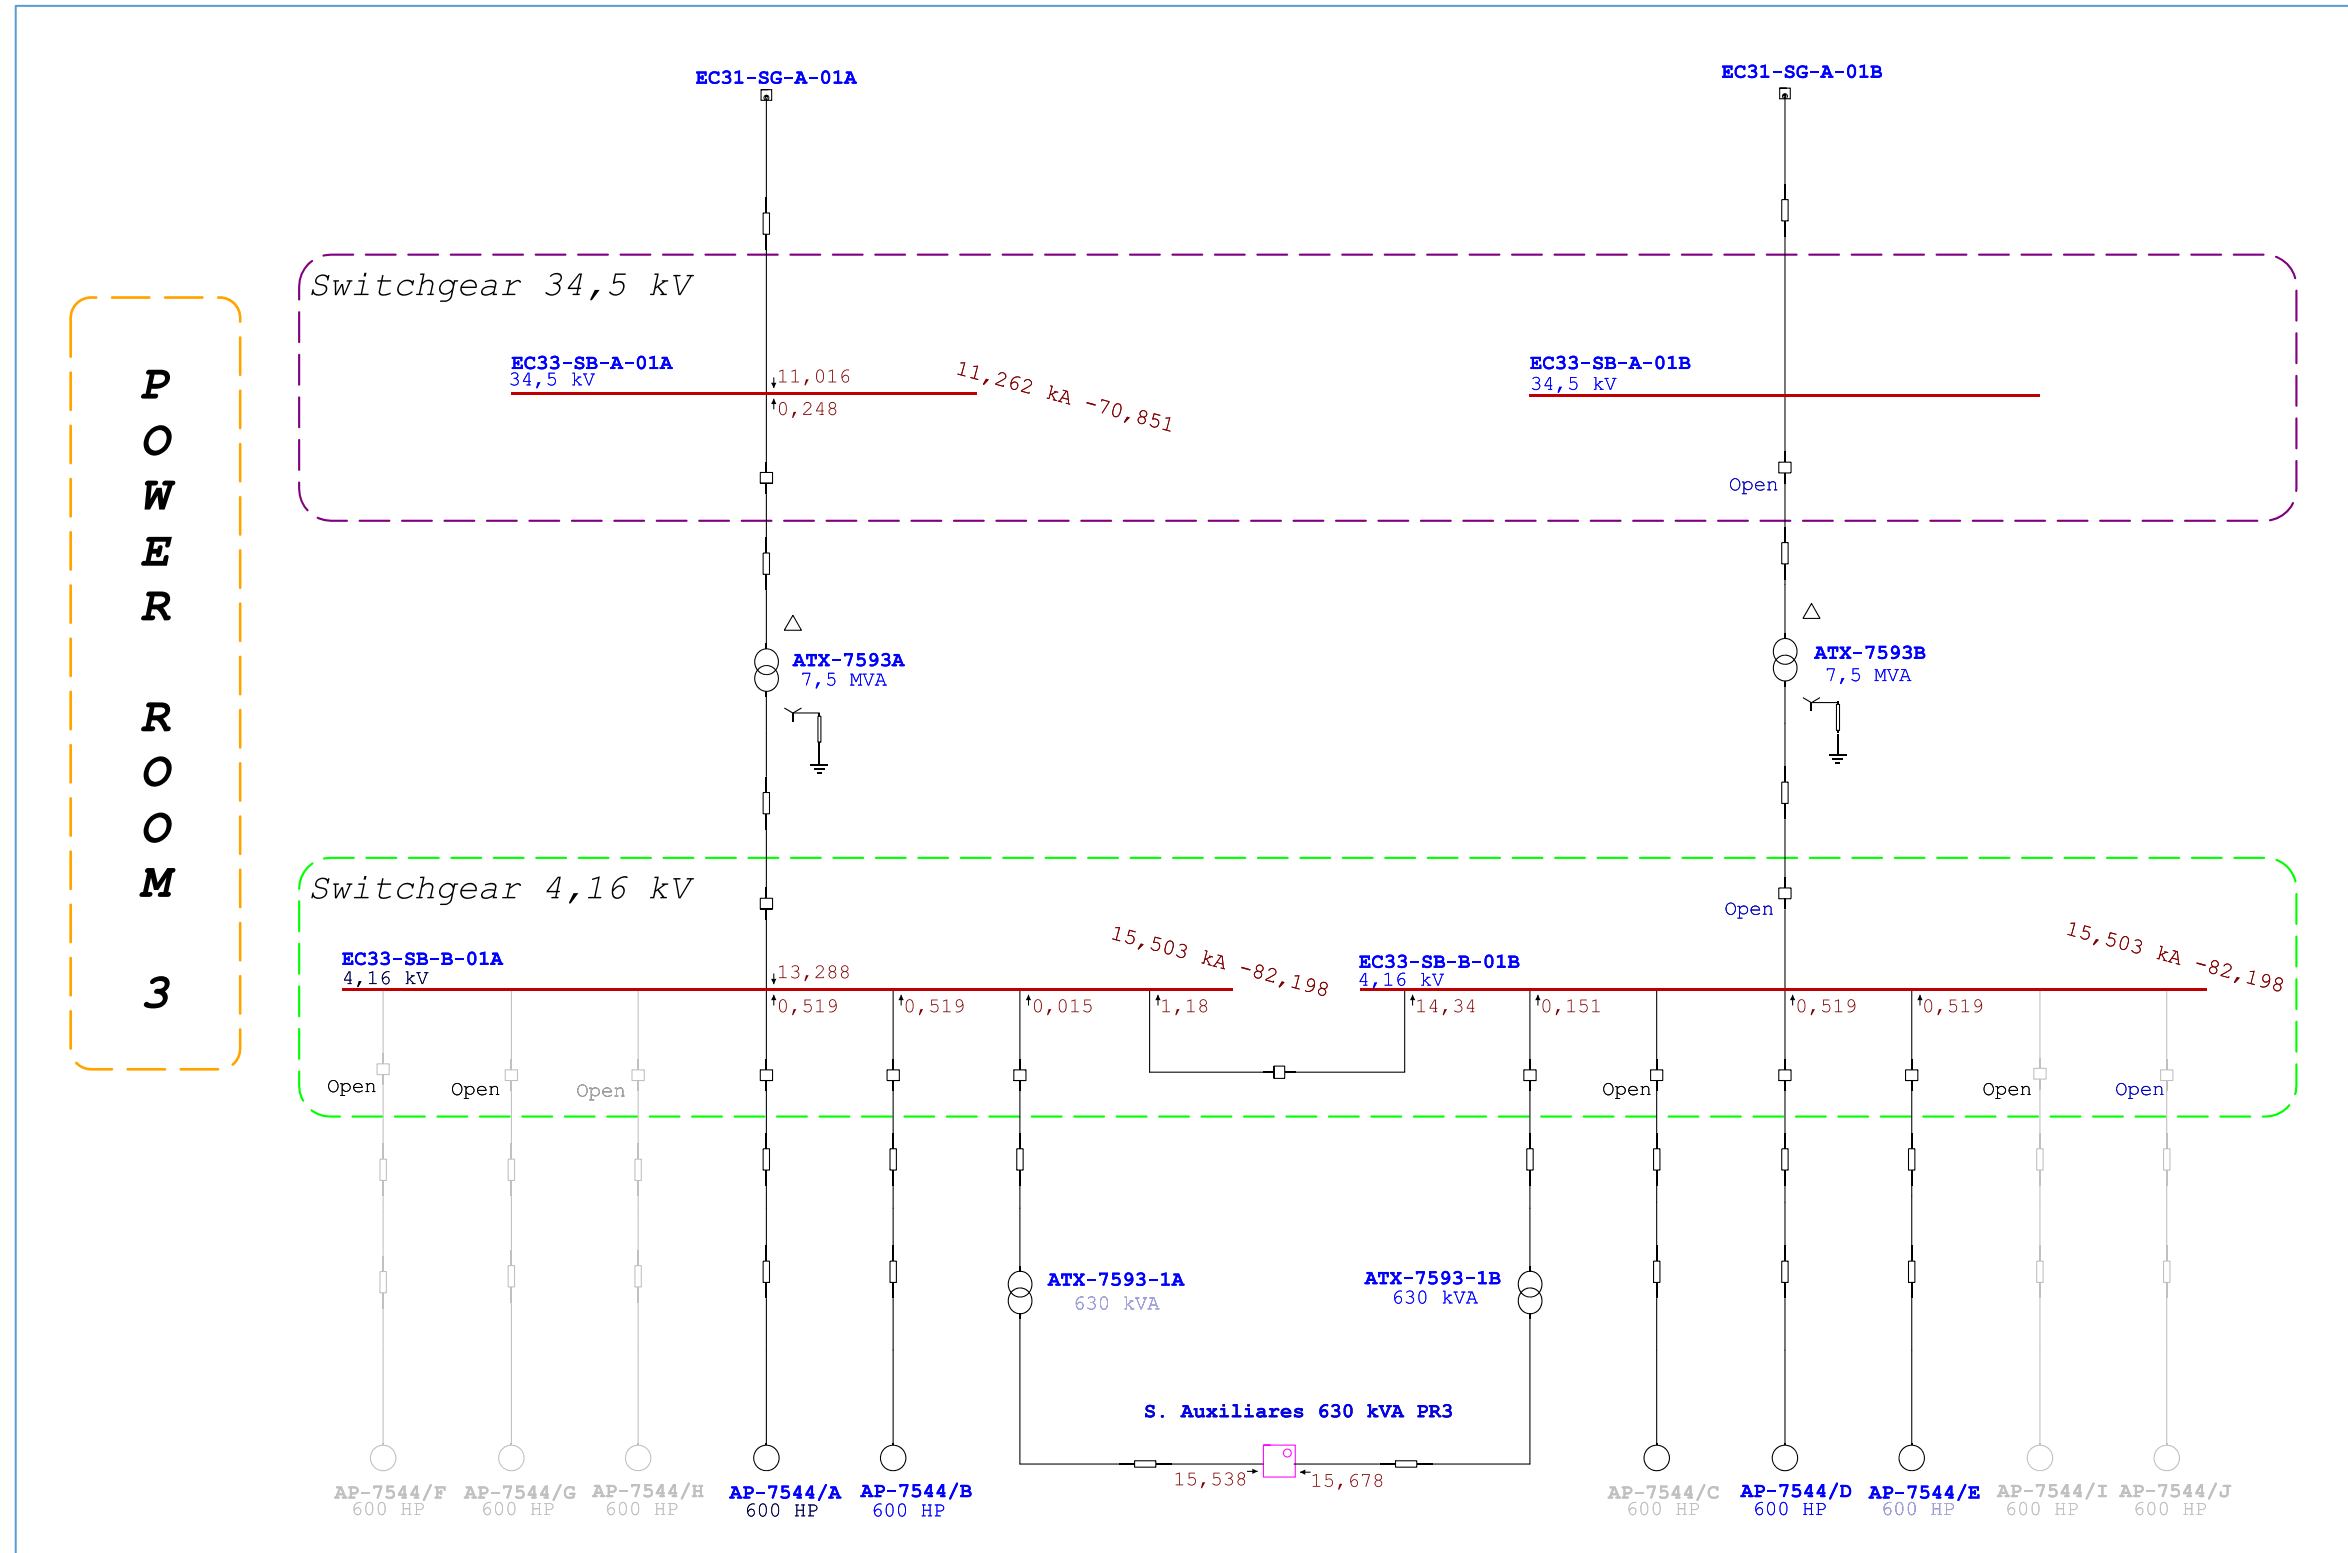 EC31-SG-A-01A
EC31-SG-A-01B
Switchgear 34,5 kV
EC33-SB-A-01A
34,5 kV
11,016
0,248
11,262 kA -70,851
EC33-SB-A-01B
34,5 kV
Open
POWER ROOM 3
ATX-7593A
7,5 MVA
ATX-7593B
7,5 MVA
Switchgear 4,16 kV
Open
EC33-SB-B-01A
4,16 kV
13,288
15,503 kA -82,198
EC33-SB-B-01B
4,16 kV
15,503 kA -82,198
0,519
0,519
0,015
1,18
14,34
0,151
0,519
0,519
Open
Open
Open
Open
Open
Open
ATX-7593-1A
630 kVA
ATX-7593-1B
630 kVA
S. Auxiliares 630 kVA PR3
15,538
15,678
AP-7544/F
600 HP
AP-7544/G
600 HP
AP-7544/H
600 HP
AP-7544/A
600 HP
AP-7544/B
600 HP
AP-7544/C
600 HP
AP-7544/D
600 HP
AP-7544/E
600 HP
AP-7544/I
600 HP
AP-7544/J
600 HP